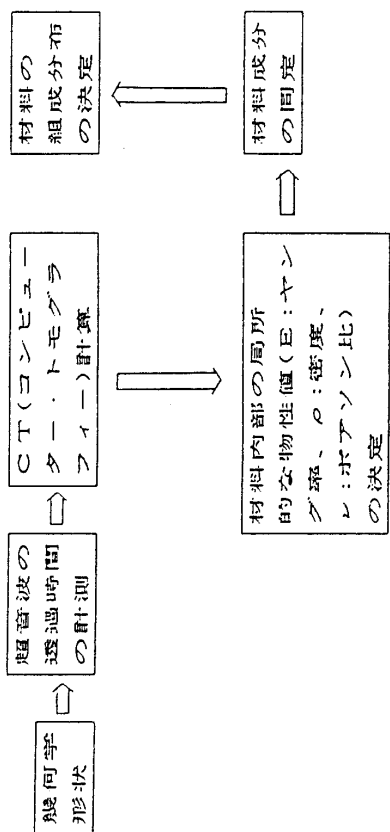 幾何学
形状
超音波の
透過時間
の計測
CT(コンピュー
ター・トモグラ
フィー)計算
材料内部の局所
的な物性値(E:ヤン
グ率、ρ:密度、
ν:ポアソン比)
の決定
材料成分
の同定
材料の
組成分布
の決定